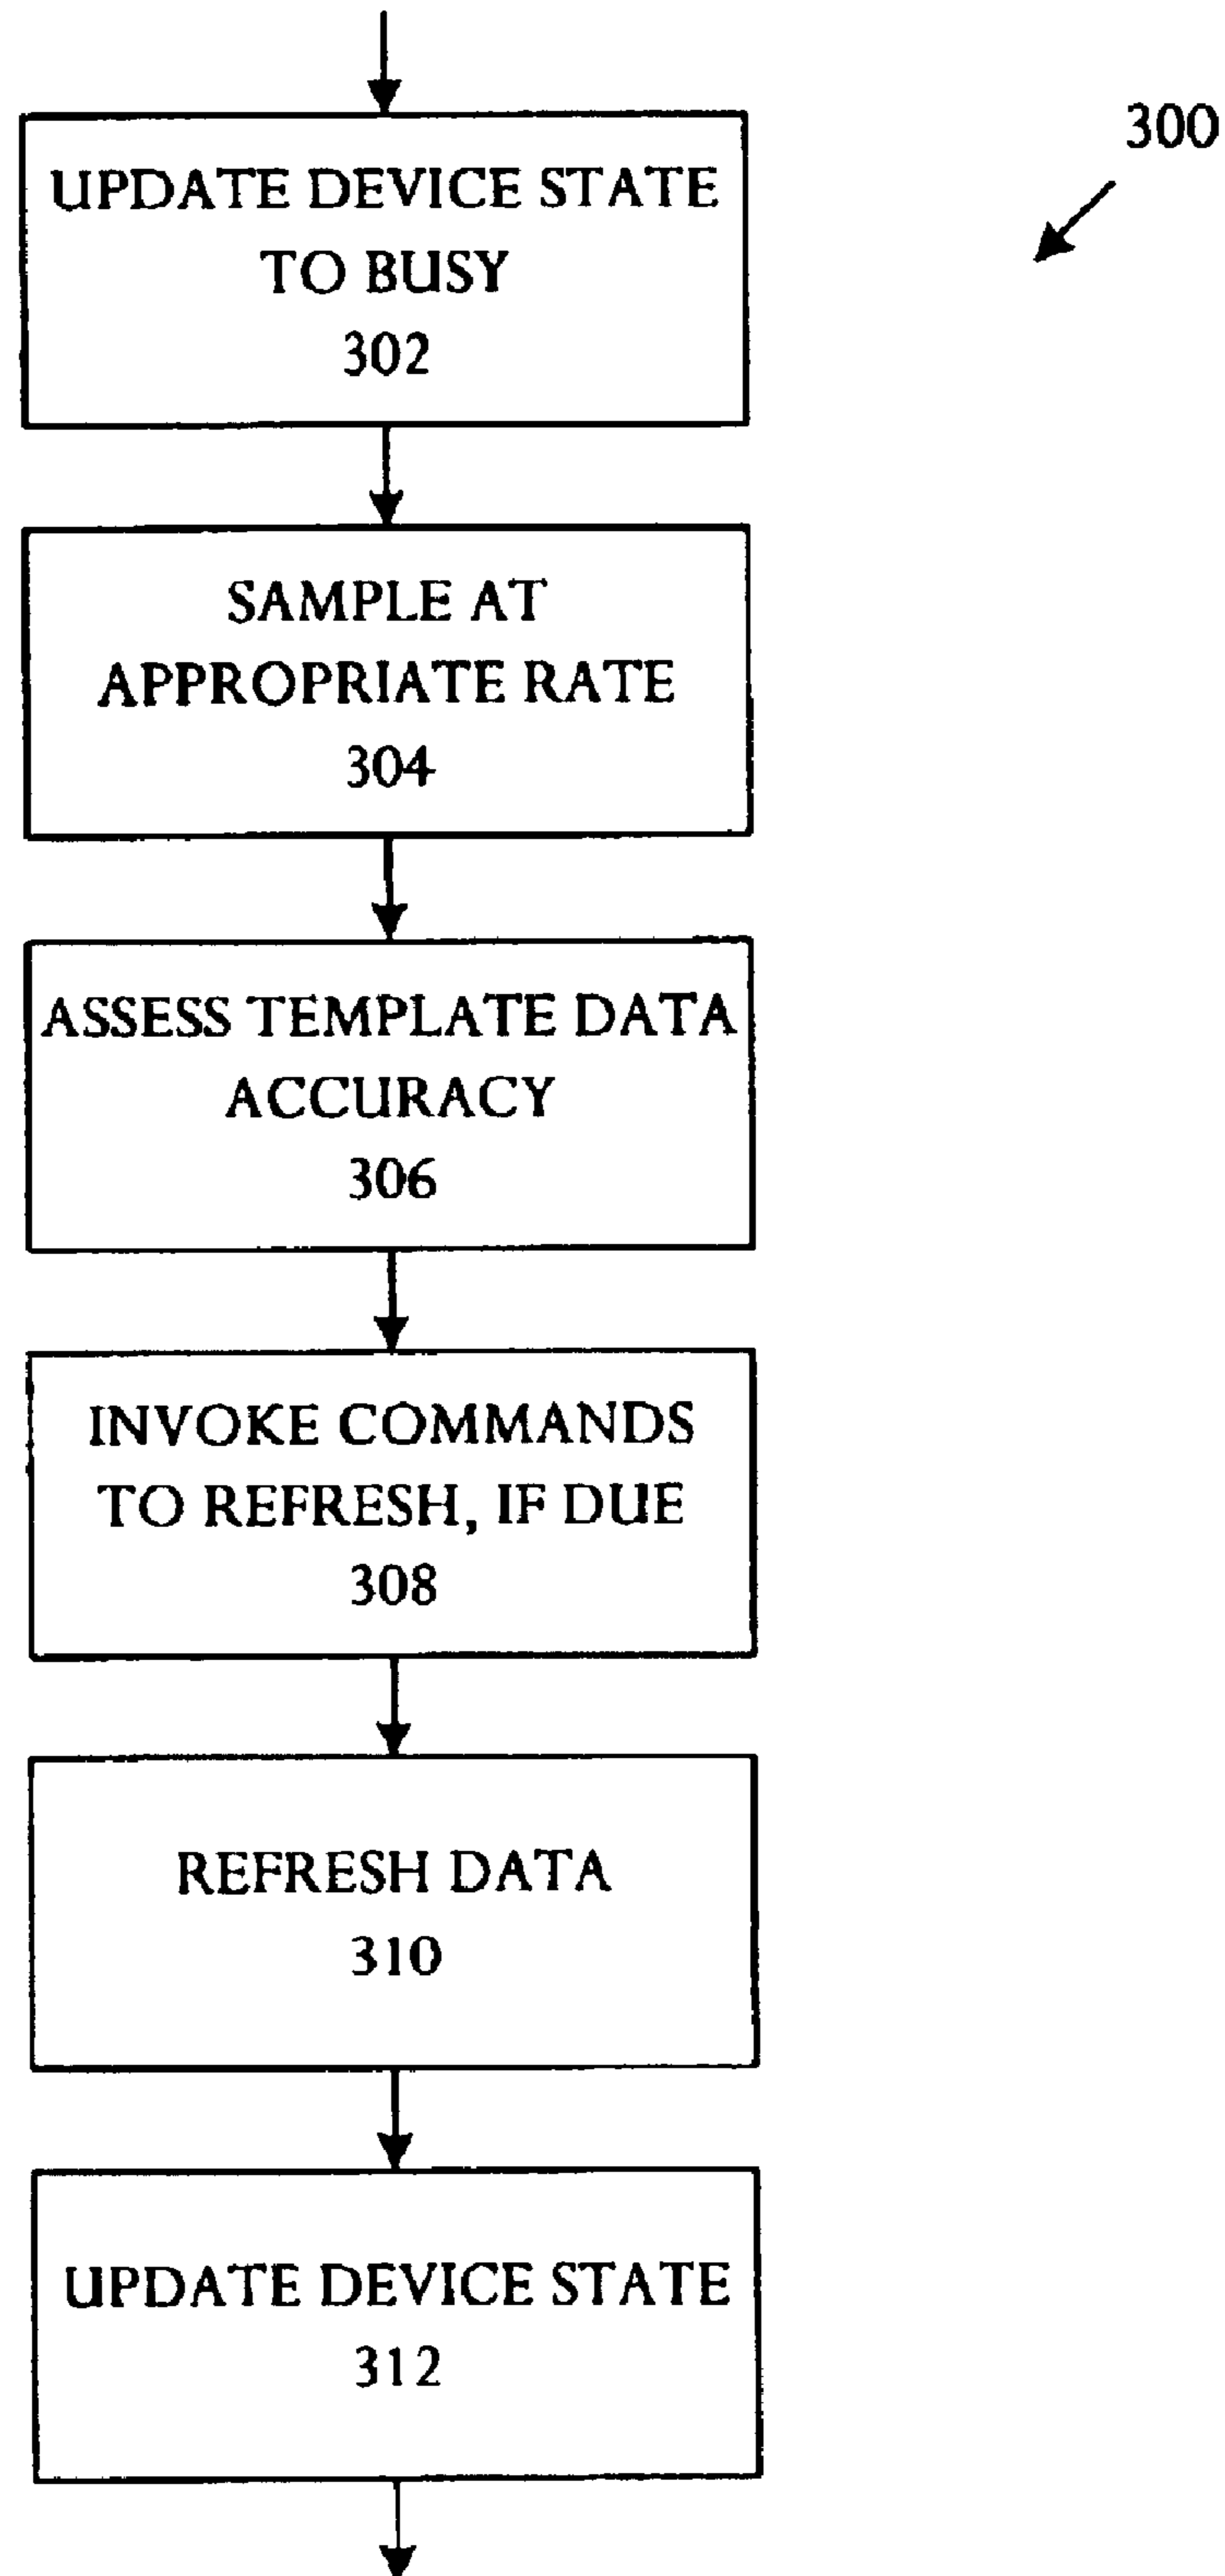 300
UPDATE DEVICE STATE
TO BUSY
302
SAMPLE AT
APPROPRIATE RATE
304
ASSESS TEMPLATE DATA
ACCURACY
306
INVOKE COMMANDS
TO REFRESH, IF DUE
308
REFRESH DATA
310
UPDATE DEVICE STATE
312